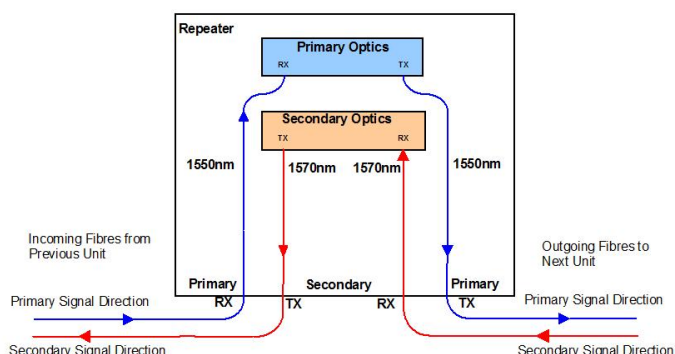 Repeater
Primary Optics
RX TX
Secondary Optics
TX RX
1550nm 1570nm 1570nm 1550nm
Incoming Fibres from
Previous Unit
Outgoing Fibres to
Next Unit
Primary Secondary Primary
RX TX RX TX
Primary Signal Direction Primary Signal Direction
Secondary Signal Direction Secondary Signal Direction